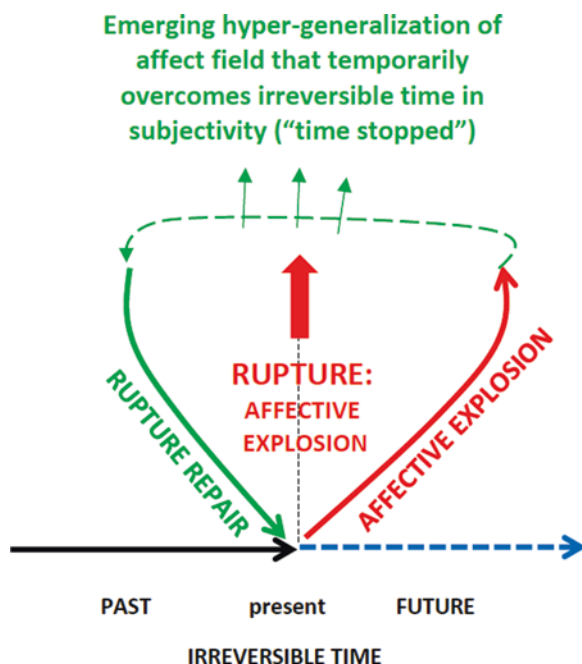 Emerging hyper-generalization of
affect field that temporarily
overcomes irreversible time in
subjectivity (“time stopped”)
RUPTURE:
AFFECTIVE
EXPLOSION
RUPTURE REPAIR
AFFECTIVE EXPLOSION
PAST present FUTURE
IRREVERSIBLE TIME